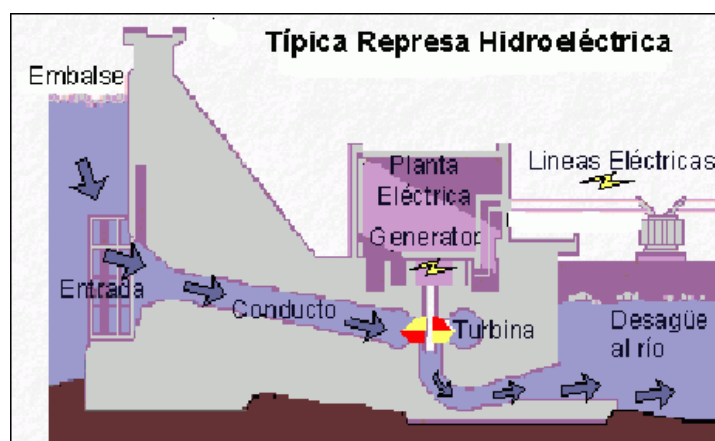 Típica Represa Hidroeléctrica
Embalse
Planta
Eléctrica
Generator
Lineas Eléctricas
Entrada
Conducto
Turbina
Desagüe
al río